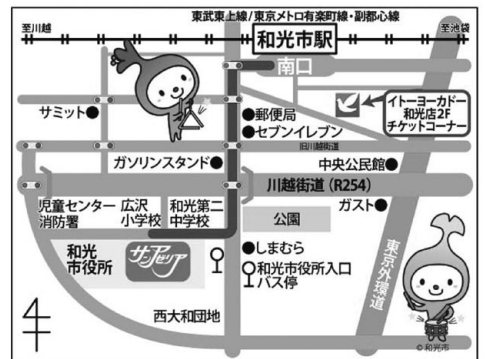 東武東上線/東京メトロ有楽町線・副都心線
至川越
和光市駅
至池袋
南口
サミット
郵便局
セブンイレブン
イトーヨーカドー
和光店2F
チケットコーナー
旧川越街道
ガソリンスタンド
中央公民館
川越街道(R254)
児童センター
消防署
広沢
小学校
和光第二
中学校
公園
ガスト
和光
市役所
サンアゼリア
しまむら
和光市役所入口
バス停
東京外環道
西大和団地
©和光市